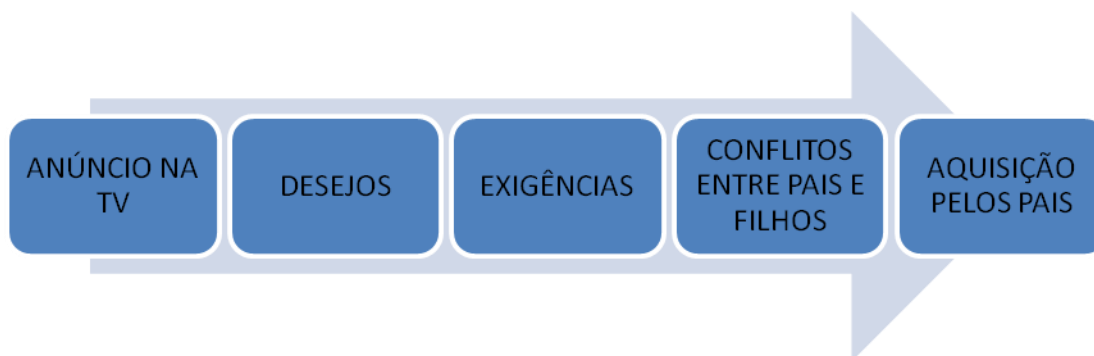 ANÚNCIO NA
TV
DESEJOS
EXIGÊNCIAS
CONFLITOS
ENTRE PAIS E
FILHOS
AQUISIÇÃO
PELOS PAIS